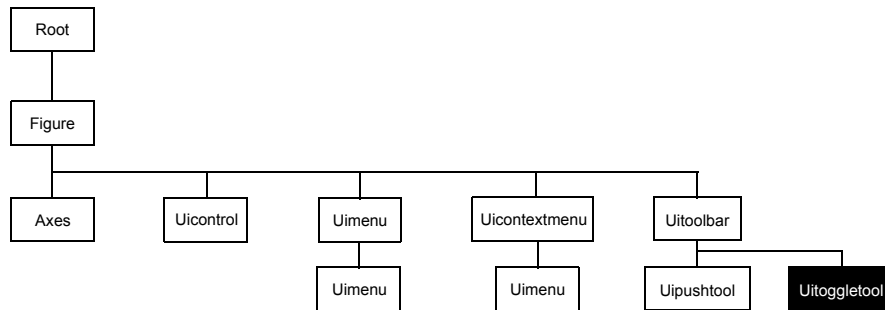 Root
Figure
Axes
Uicontrol
Uimenu
Uicontextmenu
Uitoolbar
Uimenu
Uimenu
Uipushtool
Uitoggletool